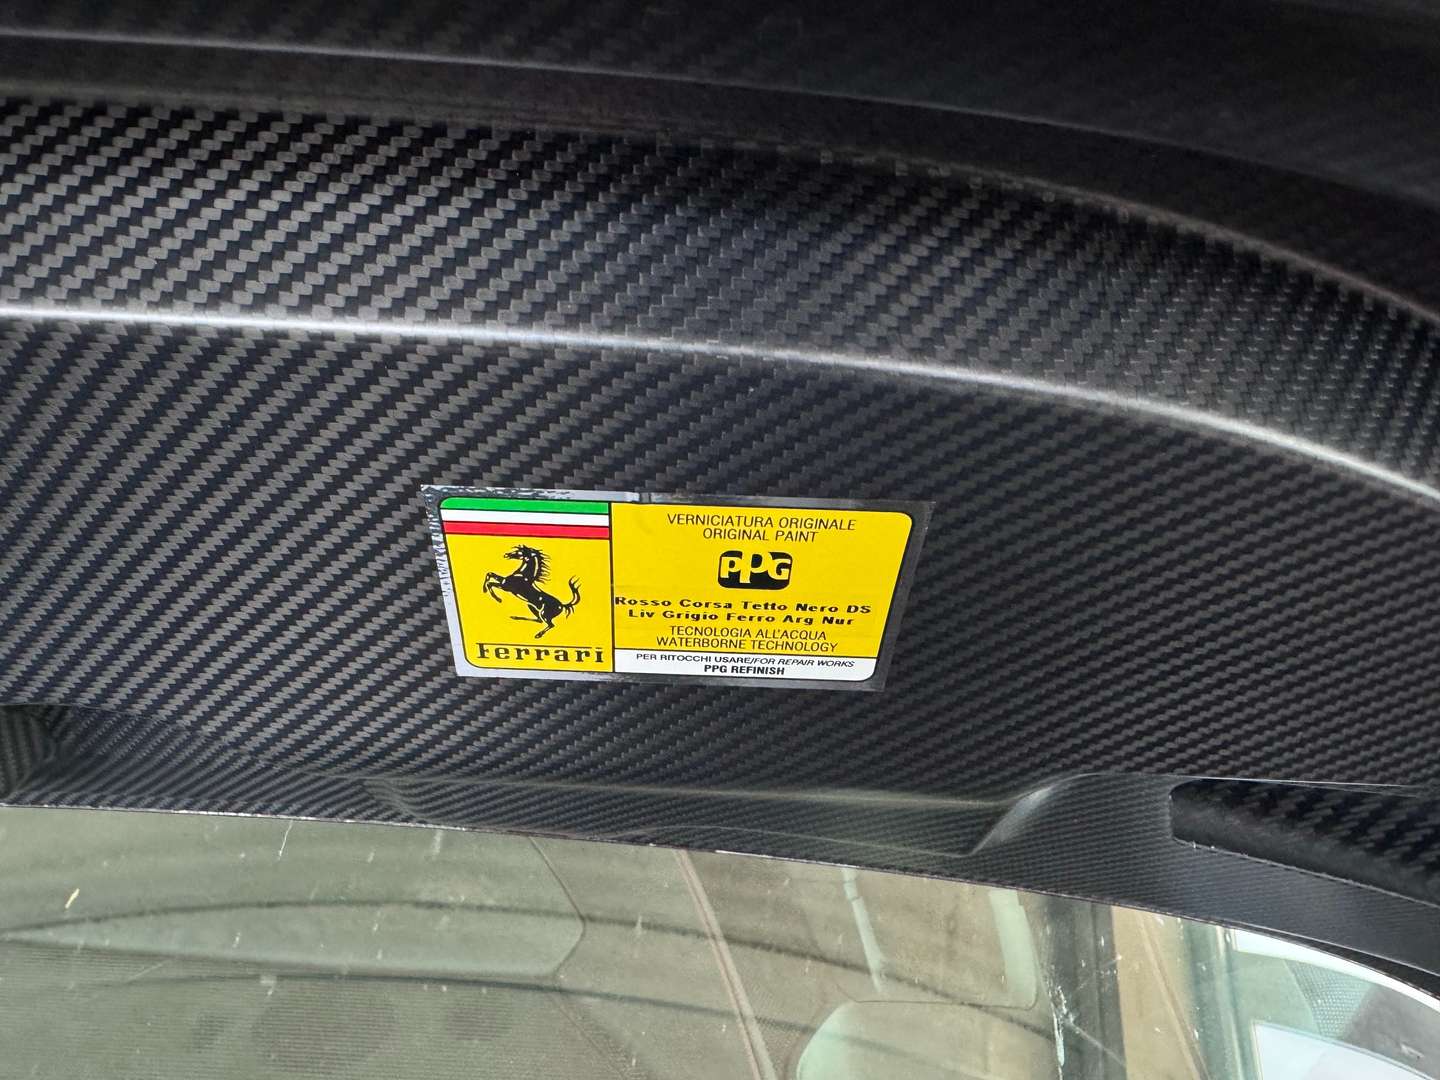 VERNICIATURA ORIGINALE
ORIGINAL PAINT
PPG
Rosso Corsa Tetto Nero DS
Liv Grigio Ferro Arg Nur
TECNOLOGIA ALL'ACQUA
WATERBORNE TECHNOLOGY
Ferrari
PER RITOCCHI USARE/FOR REPAIR WORKS
PPG REFINISH